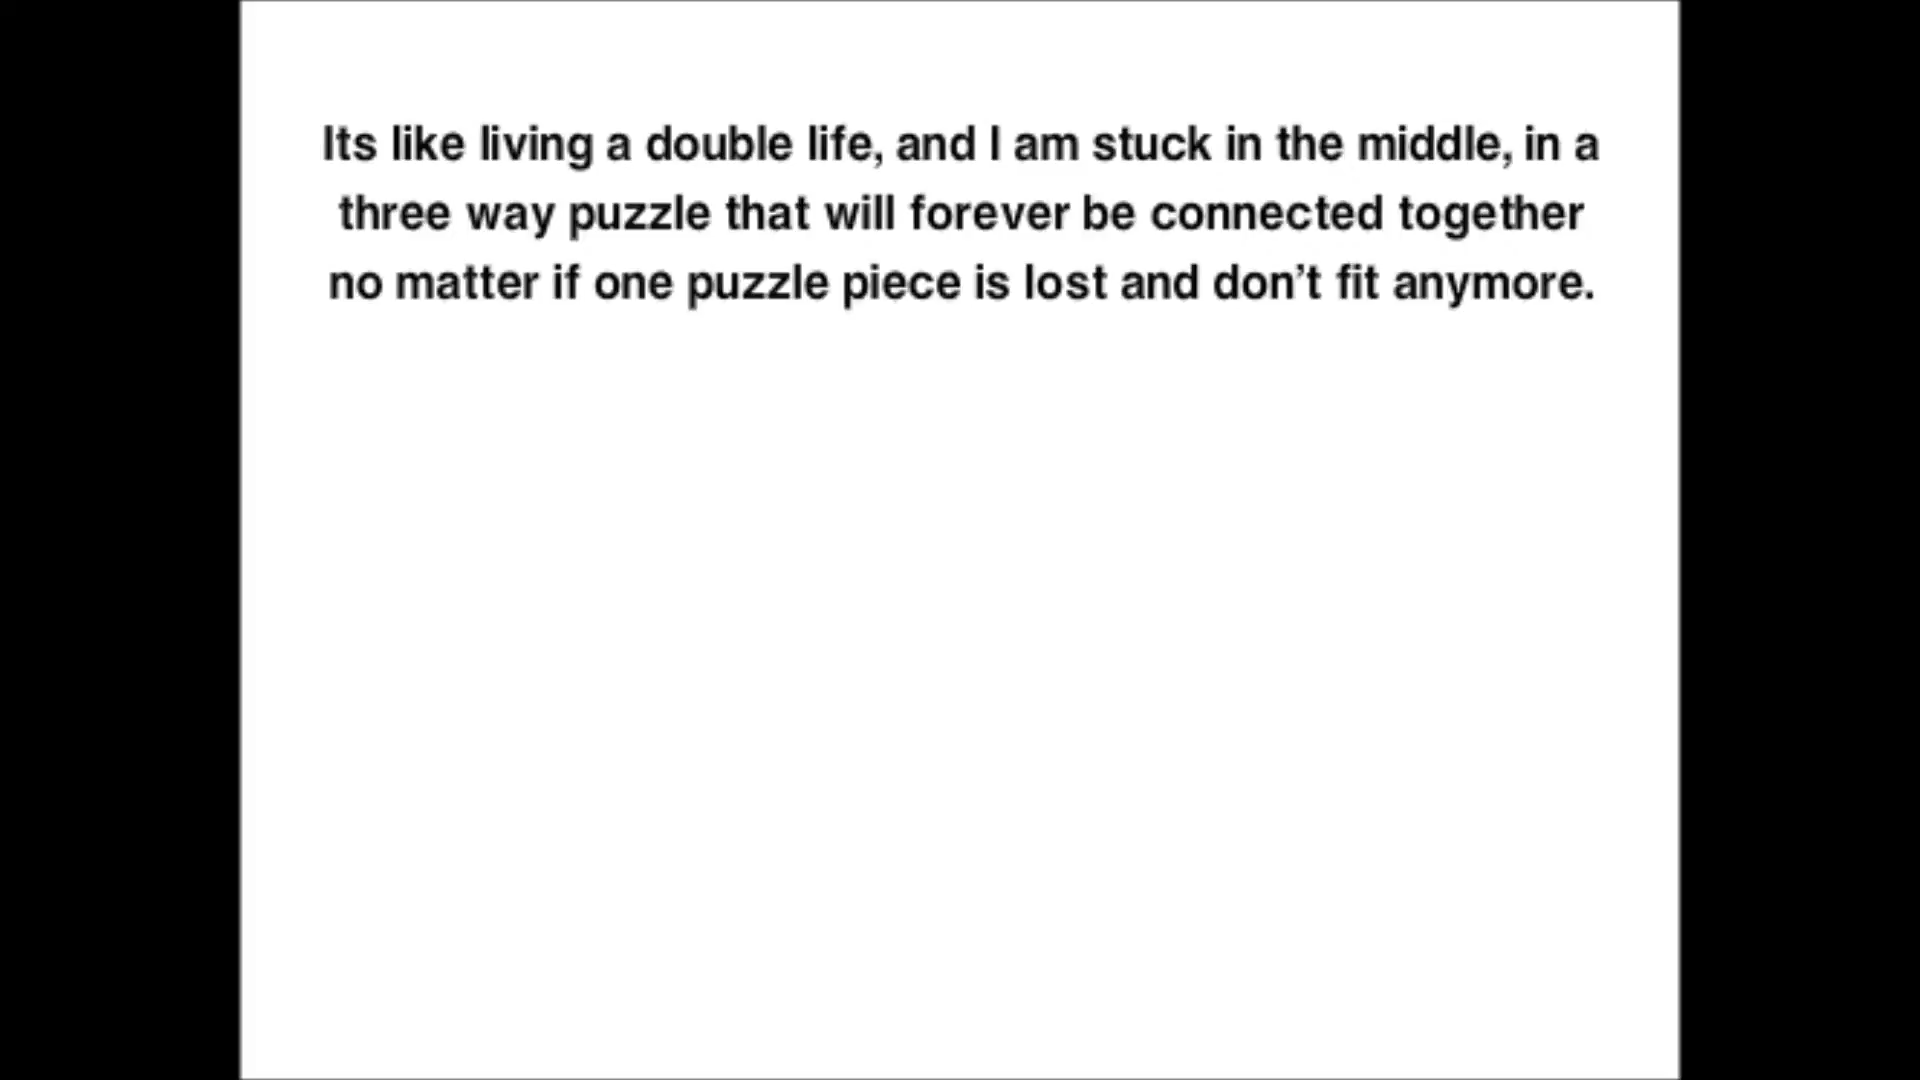 Its like living a double life, and I am stuck in the middle, in a
three way puzzle that will forever be connected together
no matter if one puzzle piece is lost and don’t fit anymore.